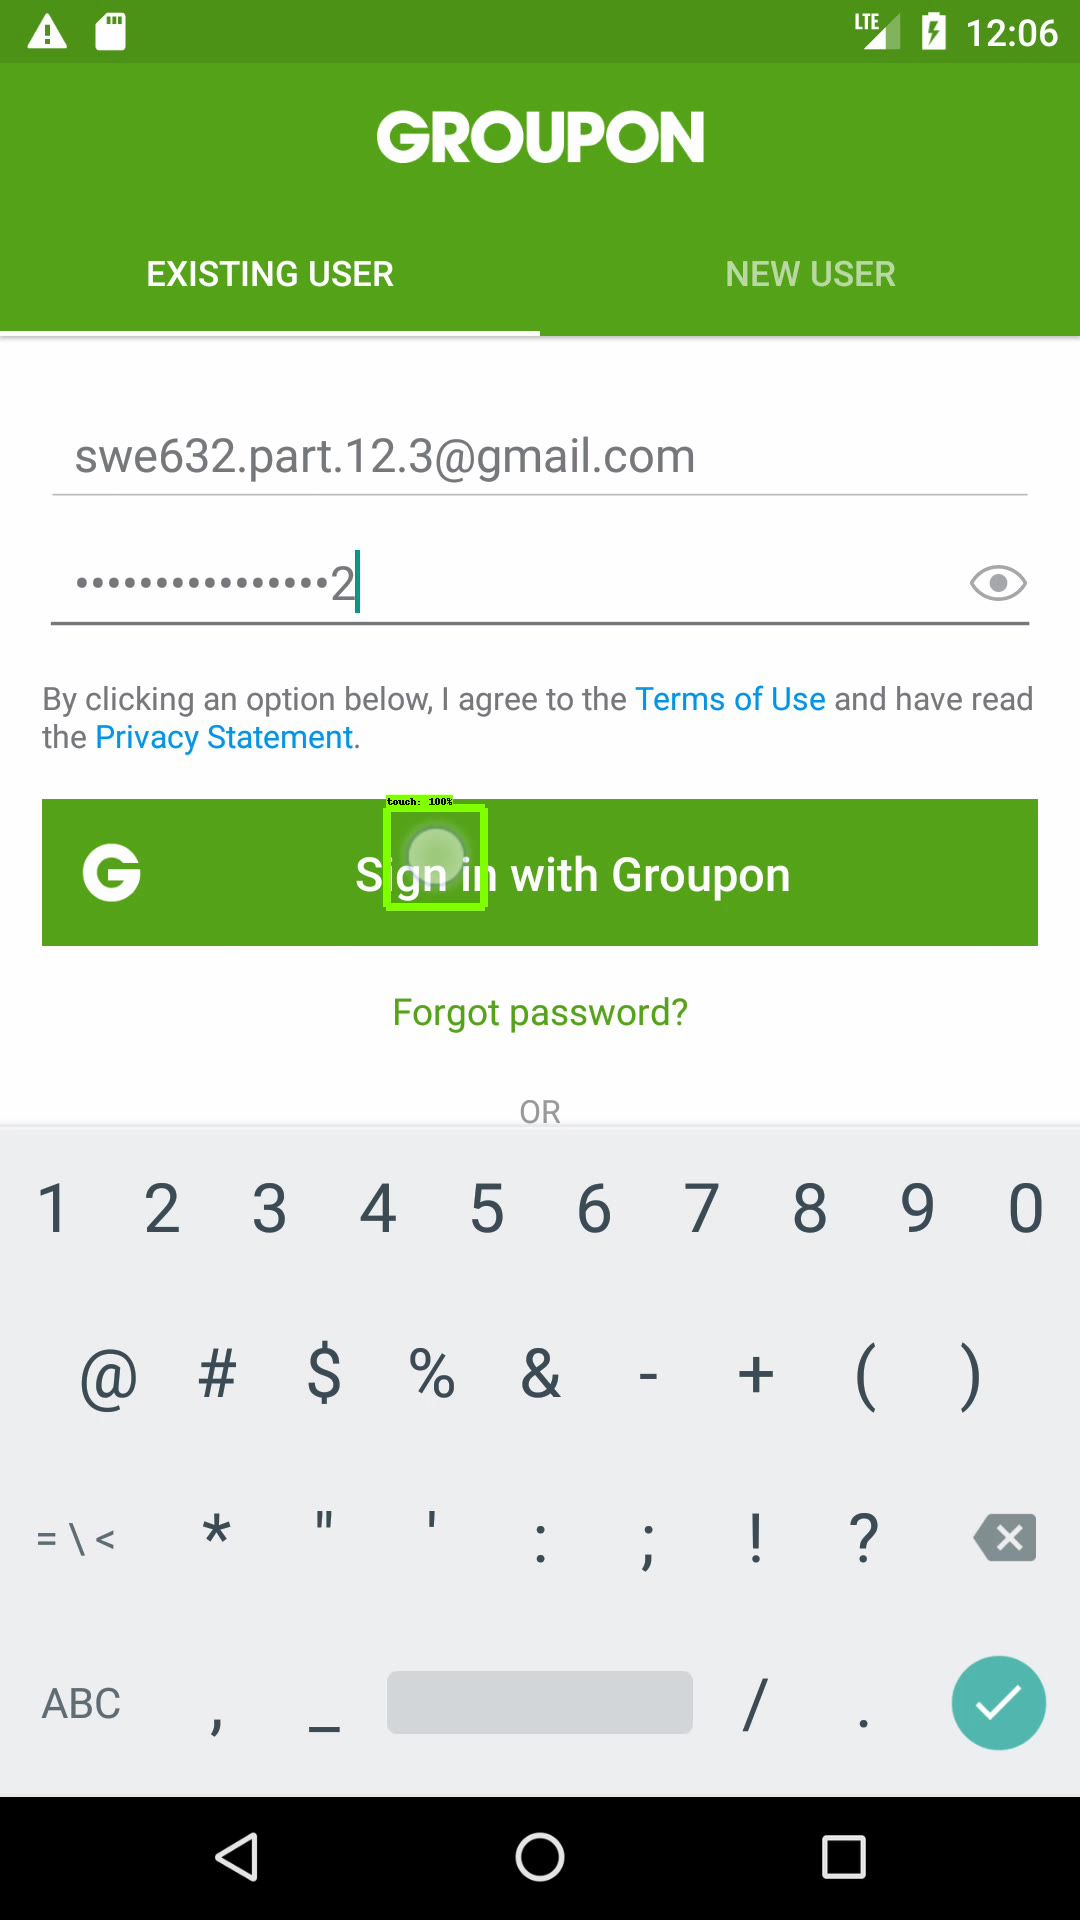 LTE 12:06
GROUPON
EXISTING USER NEW USER
swe632.part.12.3@gmail.com
••••••••••••••••2
By clicking an option below, I agree to the Terms of Use and have read
the Privacy Statement.
touch: 100%
G Sign in with Groupon
Forgot password?
OR
1 2 3 4 5 6 7 8 9 0
@ # $ % & - + ( )
= \ < * " ' : ; ! ?
ABC , _ / .